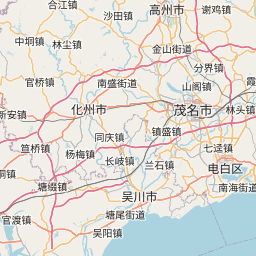 合江镇
沙田镇
高州市
谢鸡镇
中垌镇
林尘镇
金山街道
分界镇
官桥镇
南盛街道
山阁镇
霞
化州市
茂名市
林头镇
新安镇
同庆镇
镇盛镇
笪桥镇
杨梅镇
七迳镇
长岐镇
兰石镇
电白区
塘㙍镇
吴川市
南海街道
官渡镇
塘尾街道
吴阳镇